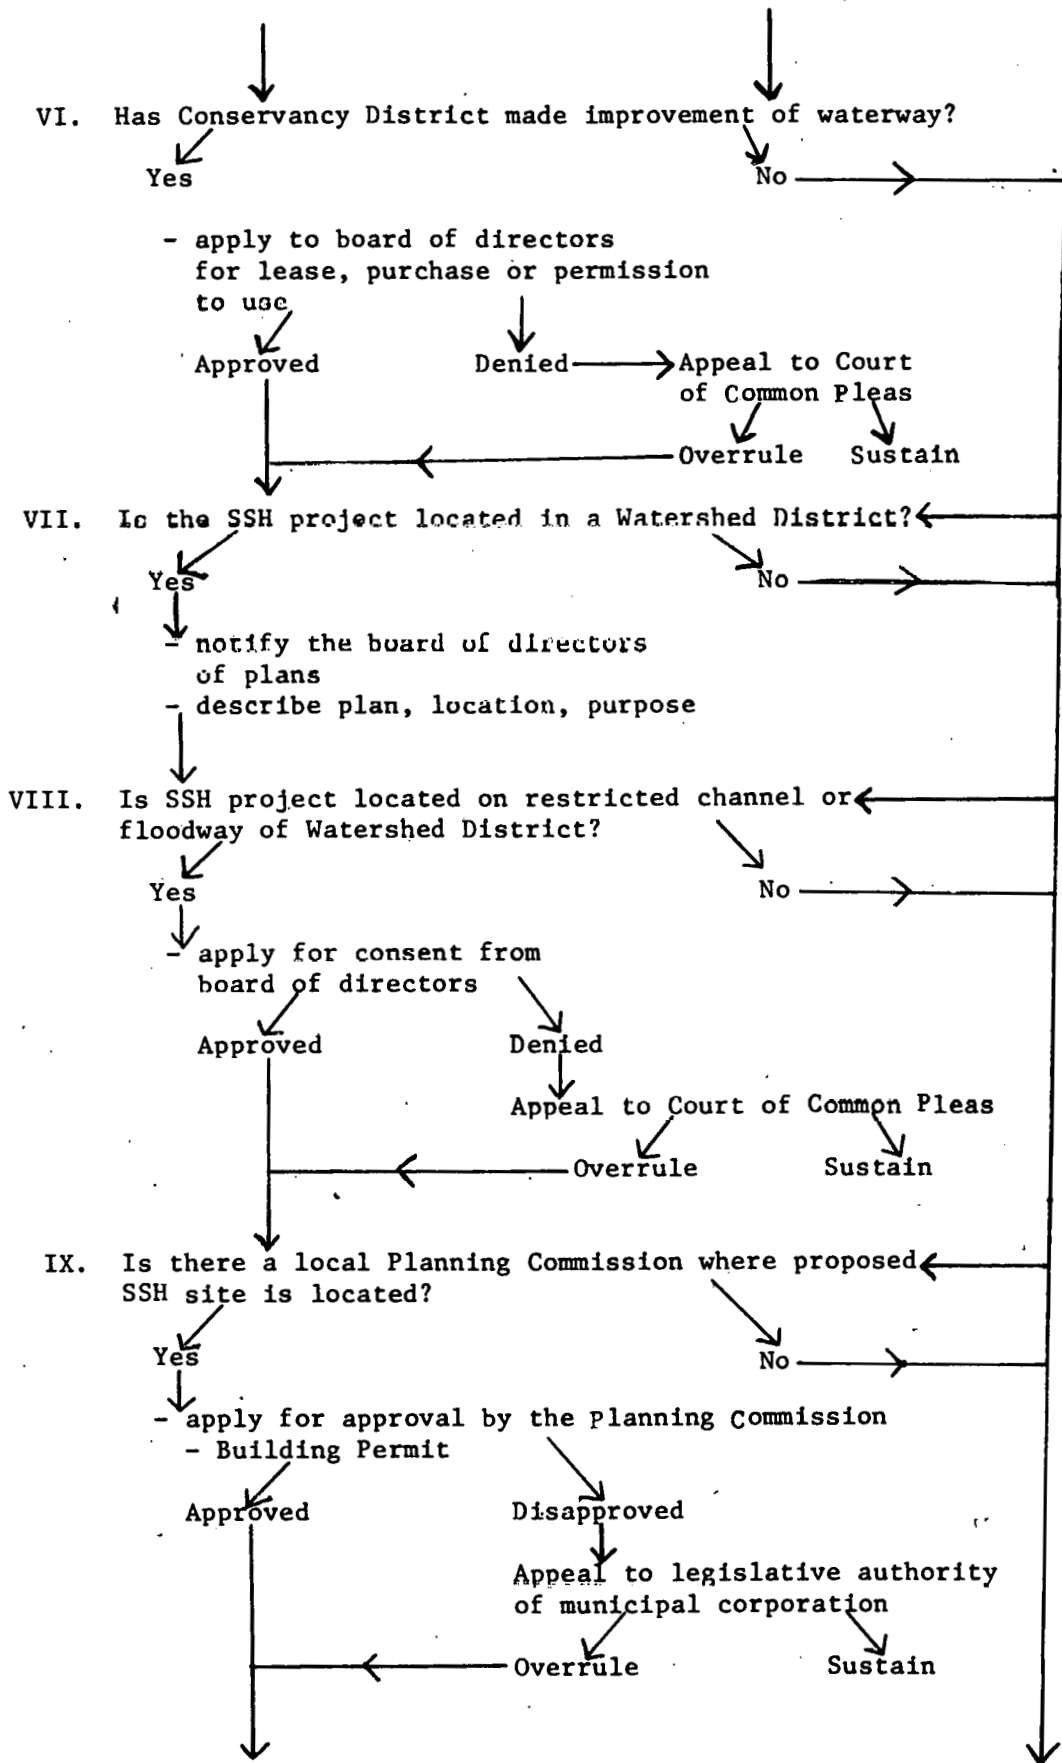 VI. Has Conservancy District made improvement of waterway?
Yes No
- apply to board of directors
for lease, purchase or permission
to use
Approved Denied Appeal to Court
of Common Pleas
Overrule Sustain
VII. Is the SSH project located in a Watershed District?
Yes No
- notify the board of directors
of plans
- describe plan, location, purpose
VIII. Is SSH project located on restricted channel or
floodway of Watershed District?
Yes No
- apply for consent from
board of directors
Approved Denied
Appeal to Court of Common Pleas
Overrule Sustain
IX. Is there a local Planning Commission where proposed
SSH site is located?
Yes No
- apply for approval by the Planning Commission
- Building Permit
Approved Disapproved
Appeal to legislative authority
of municipal corporation
Overrule Sustain